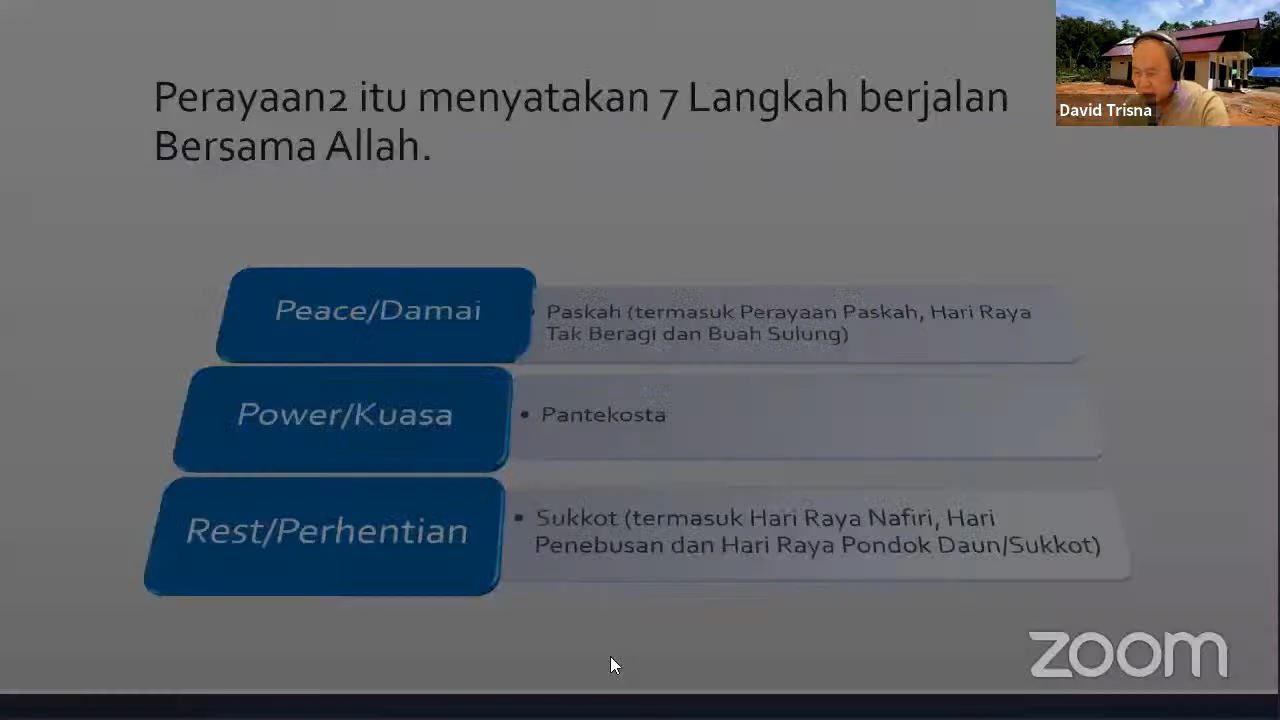 Perayaan2 itu menyatakan 7 Langkah berjalan
Bersama Allah.
David Trisna
Peace/Damai
• Paskah (termasuk Perayaan Paskah, Hari Raya
Tak Beragi dan Buah Sulung)
Power/Kuasa
• Pantekosta
Rest/Perhentian
• Sukkot (termasuk Hari Raya Nafiri, Hari
Penebusan dan Hari Raya Pondok Daun/Sukkot)
zoom